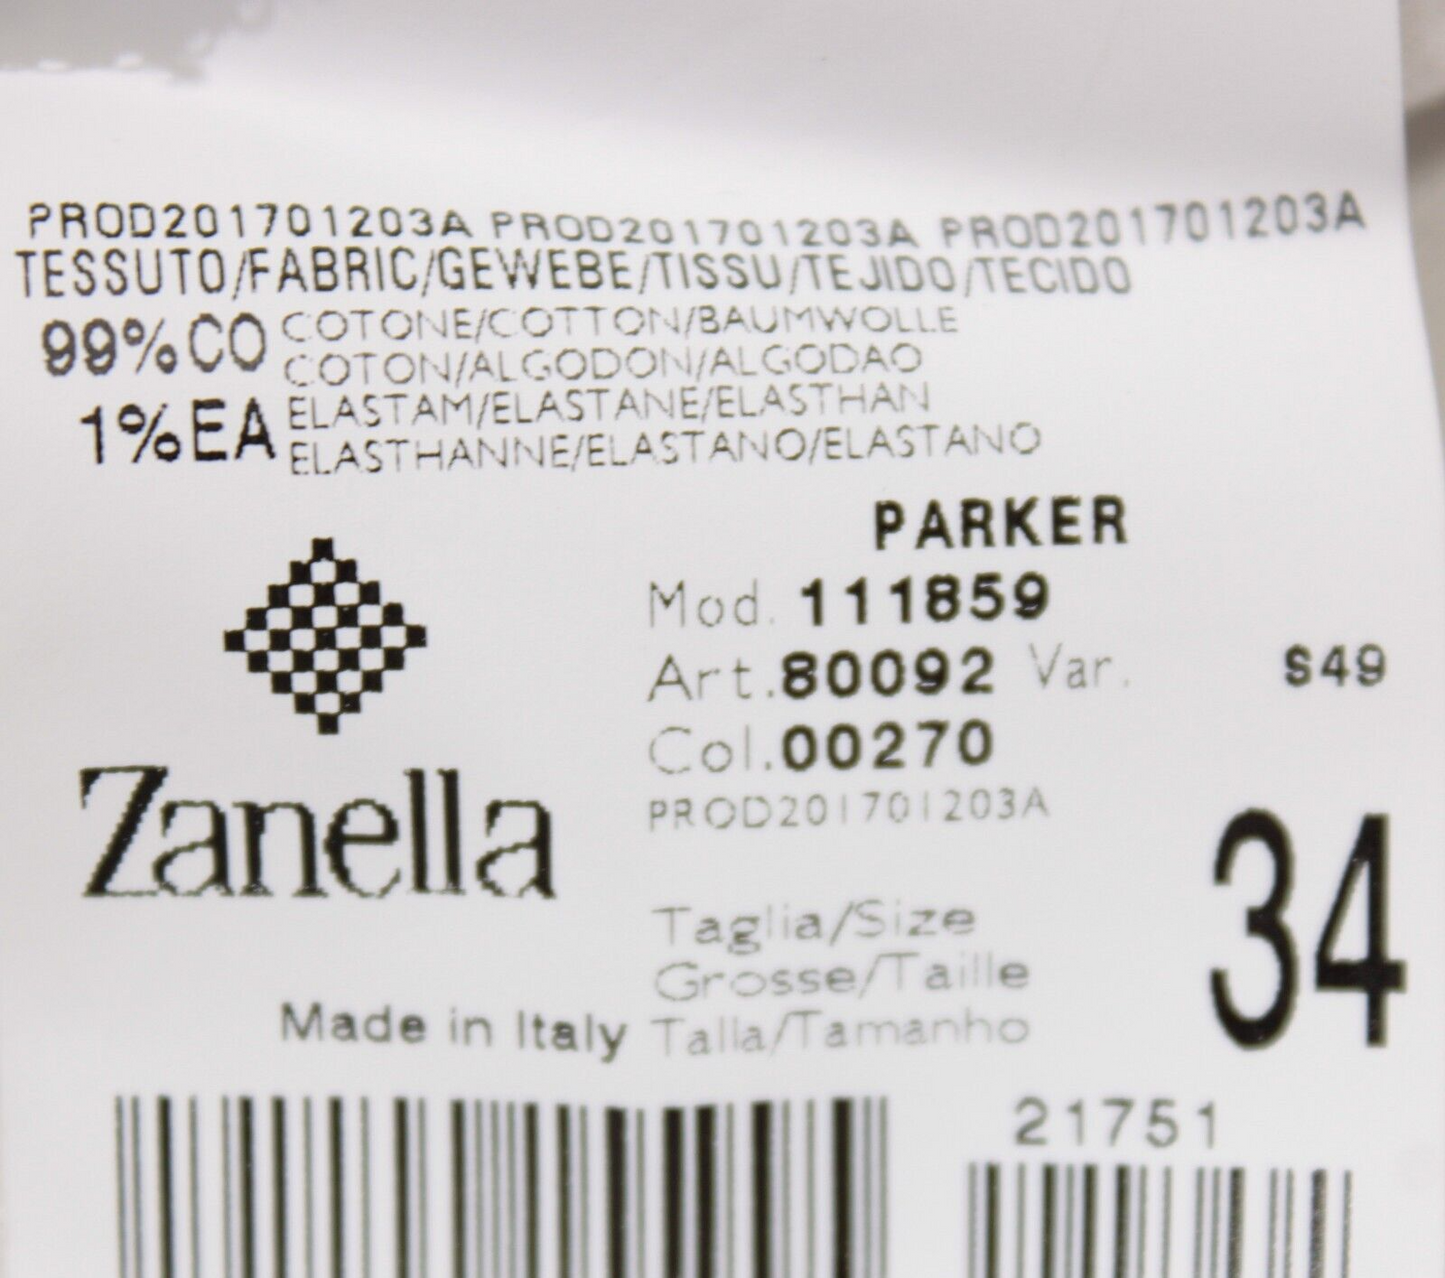 PROD201701203A PROD201701203A PROD201701203A
TESSUTO/FABRIC/GEWEBE/TISSU/TEJIDO/TECIDO
99%CO COTONE/COTTON/BAUMWOLLE
COTON/ALGODON/ALGODAO
1%EA ELASTAM/ELASTANE/ELASTHAN
ELASTHANNE/ELASTANO/ELASTANO
PARKER
Mod. 111859
Art.80092 Var. S49
Col.00270
PROD201701203A
Zanella
34
Taglia/Size
Grosse/Taille
Made in Italy Talla/Tamanho
21751